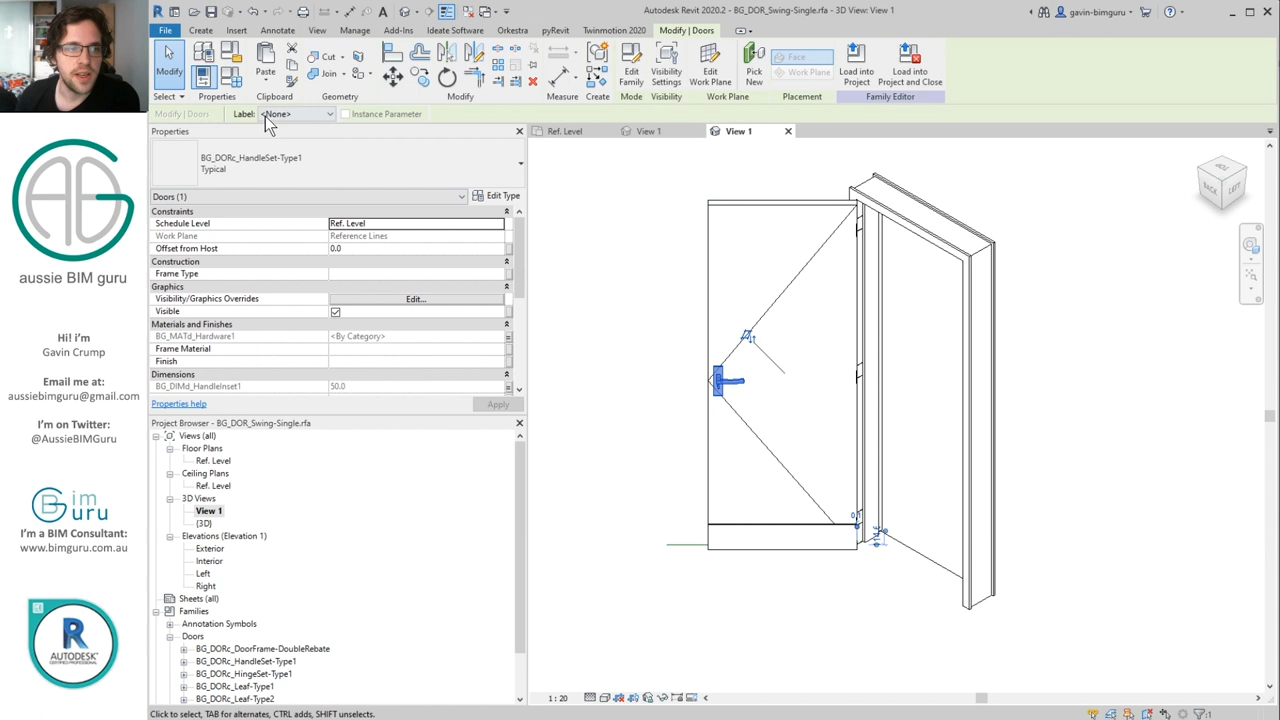 Autodesk Revit 2020.2 - BG_DOR_Swing-Single.rfa - 3D View: View 1
gavin-bimguru
File Create Insert Annotate View Manage Add-Ins Ideate Software Orkestra pyRevit Twinmotion 2020 Modify | Doors
Modify
Paste
Cut
Join
Edit Family
Visibility Settings
Edit Work Plane
Pick New
Face
Work Plane
Load into Project
Load into Project and Close
Select Properties Clipboard Geometry Modify Measure Create Mode Visibility Work Plane Placement Family Editor
Modify | Doors Label: <None> Instance Parameter
Properties
Ref. Level View 1 View 1
BG_DORc_HandleSet-Type1
Typical
Doors (1) Edit Type
Constraints
Schedule Level Ref. Level
Work Plane Reference Lines
Offset from Host 0.0
Construction
Frame Type
Graphics
Visibility/Graphics Overrides Edit...
Visible
Materials and Finishes
BG_MATd_Hardware1 <By Category>
Frame Material
Finish
Dimensions
BG_DIMd_HandleInset1 50.0
Properties help Apply
Project Browser - BG_DOR_Swing-Single.rfa
Views (all)
Floor Plans
Ref. Level
Ceiling Plans
Ref. Level
3D Views
View 1
{3D}
Elevations (Elevation 1)
Exterior
Interior
Left
Right
Sheets (all)
Families
Annotation Symbols
Doors
BG_DORc_DoorFrame-DoubleRebate
BG_DORc_HandleSet-Type1
BG_DORc_HingeSet-Type1
BG_DORc_Leaf-Type1
BG_DORc_Leaf-Type2
BACK LEFT
1 : 20
Click to select, TAB for alternates, CTRL adds, SHIFT unselects.
:1
aussie BIM guru
Hi! i'm
Gavin Crump
Email me at:
aussiebimguru@gmail.com
I'm on Twitter:
@AussieBIMGuru
Bim
Guru
I'm a BIM Consultant:
www.bimguru.com.au
R
AUTODESK
CERTIFIED PROFESSIONAL